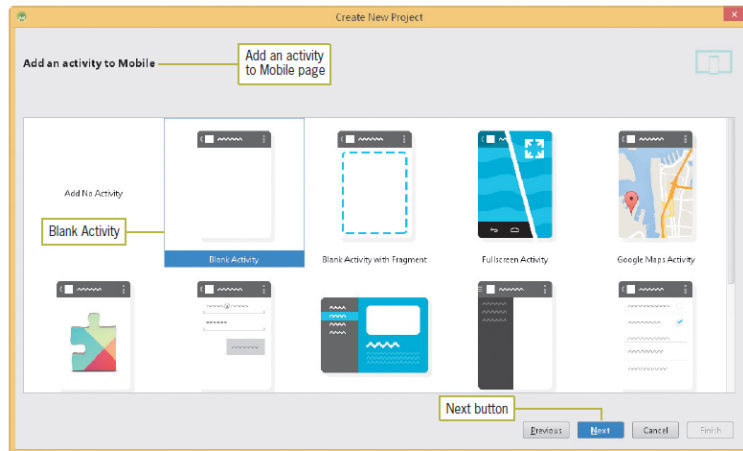 Create New Project
Add an activity to Mobile
Add an activity
to Mobile page
Add No Activity
Blank Activity
Blank Activity
Blank Activity with Fragment
Fullscreen Activity
Google Maps Activity
Next button
Previous
Next
Cancel
Finish